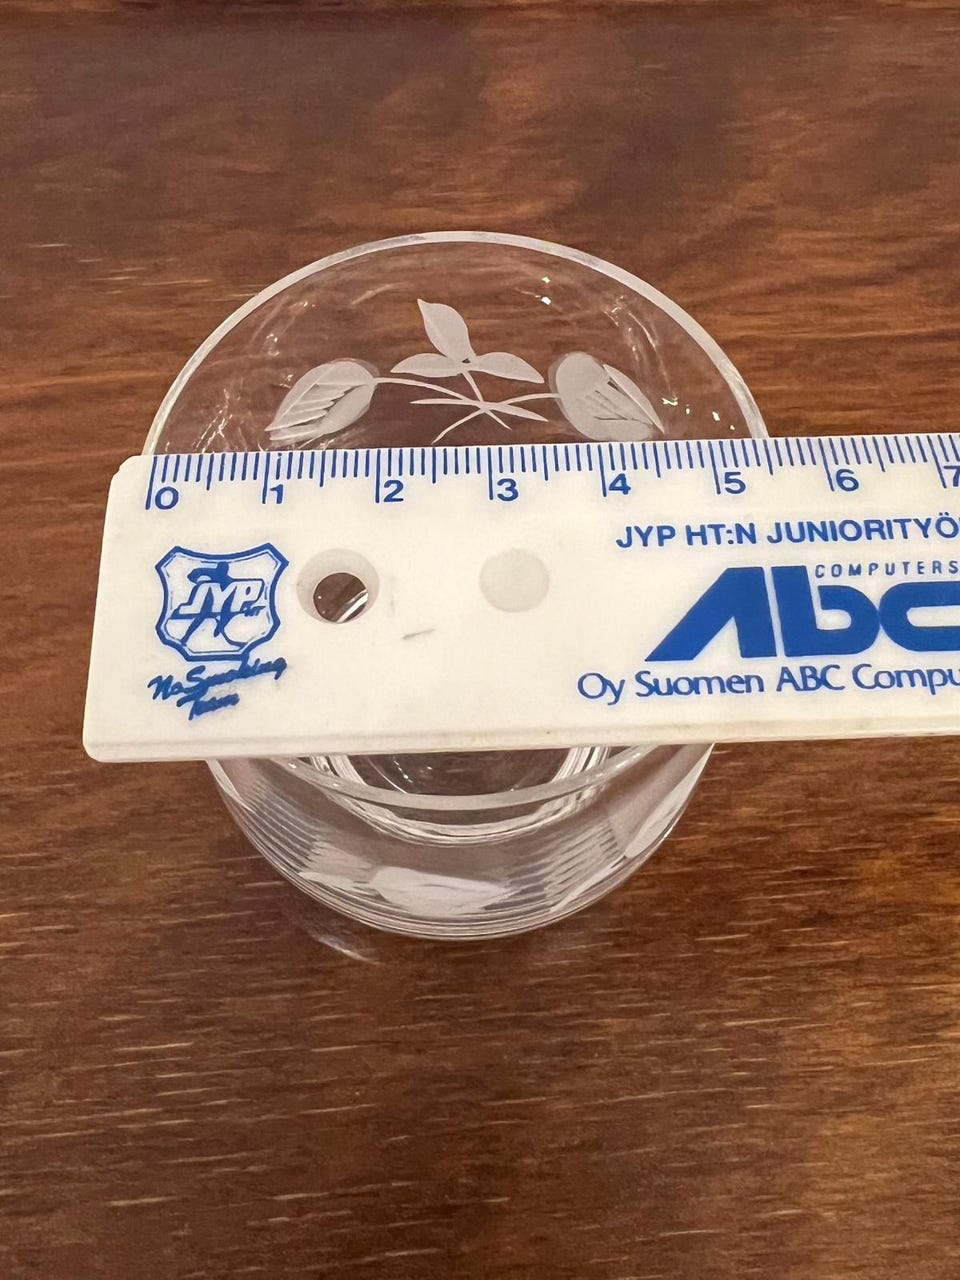 0 1 2 3 4 5 6 7
JYP HT:N JUNIORITYÖ
JYP HT
COMPUTERS
Abc
No Smoking
Team
Oy Suomen ABC Compu